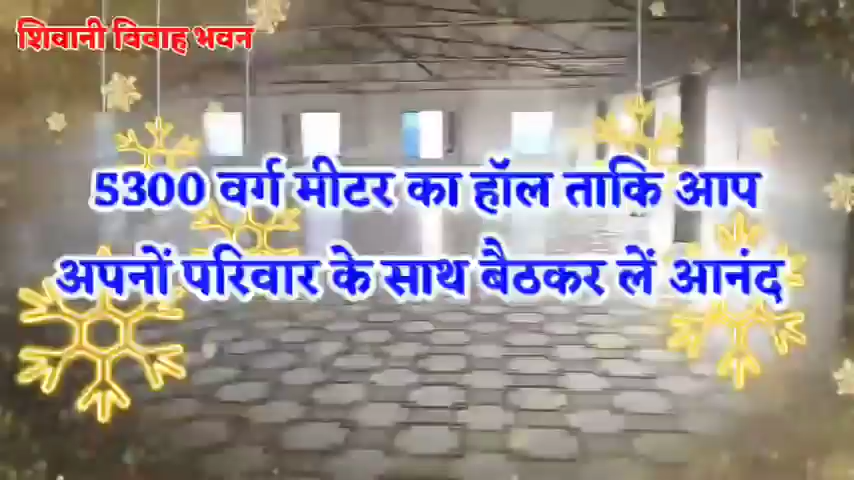 शिवानी विवाह भवन
5300 वर्ग मीटर का हॉल ताकि आप
अपनों परिवार के साथ बैठकर लें आनंद